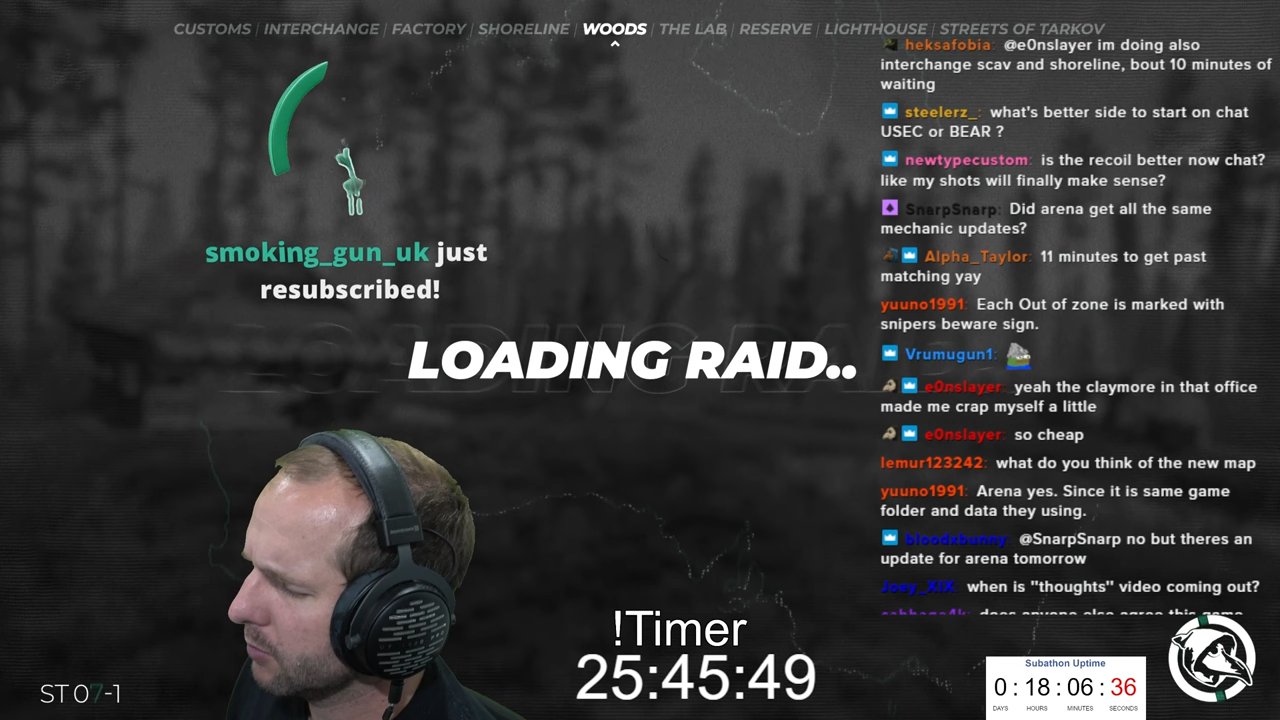 CUSTOMS | INTERCHANGE | FACTORY | SHORELINE | WOODS | THE LAB | RESERVE | LIGHTHOUSE | STREETS OF TARKOV
heksafobia: @e0nslayer im doing also
interchange scav and shoreline, bout 10 minutes of
waiting
steelerz_: what's better side to start on chat
USEC or BEAR ?
newtypecustom: is the recoil better now chat?
like my shots will finally make sense?
SnarpSnarp: Did arena get all the same
mechanic updates?
Alpha_Taylor: 11 minutes to get past
matching yay
yuuno1991: Each Out of zone is marked with
snipers beware sign.
Vrumugun1:
e0nslayer: yeah the claymore in that office
made me crap myself a little
e0nslayer: so cheap
lemur123242: what do you think of the new map
yuuno1991: Arena yes. Since it is same game
folder and data they using.
bloodxbunny: @SnarpSnarp no but theres an
update for arena tomorrow
Joey_XIX: when is "thoughts" video coming out?
does anyone else agree this game
smoking_gun_uk just
resubscribed!
LOADING RAID..
!Timer
25:45:49
Subathon Uptime
0 : 18 : 06 : 36
DAYS HOURS MINUTES SECONDS
ST 07-1